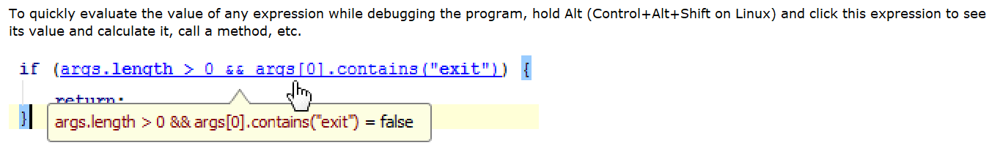 To quickly evaluate the value of any expression while debugging the program, hold Alt (Control+Alt+Shift on Linux) and click this expression to see
its value and calculate it, call a method, etc.
if (args.length > 0 && args[0].contains("exit")) {
return;
}
args.length > 0 && args[0].contains("exit") = false